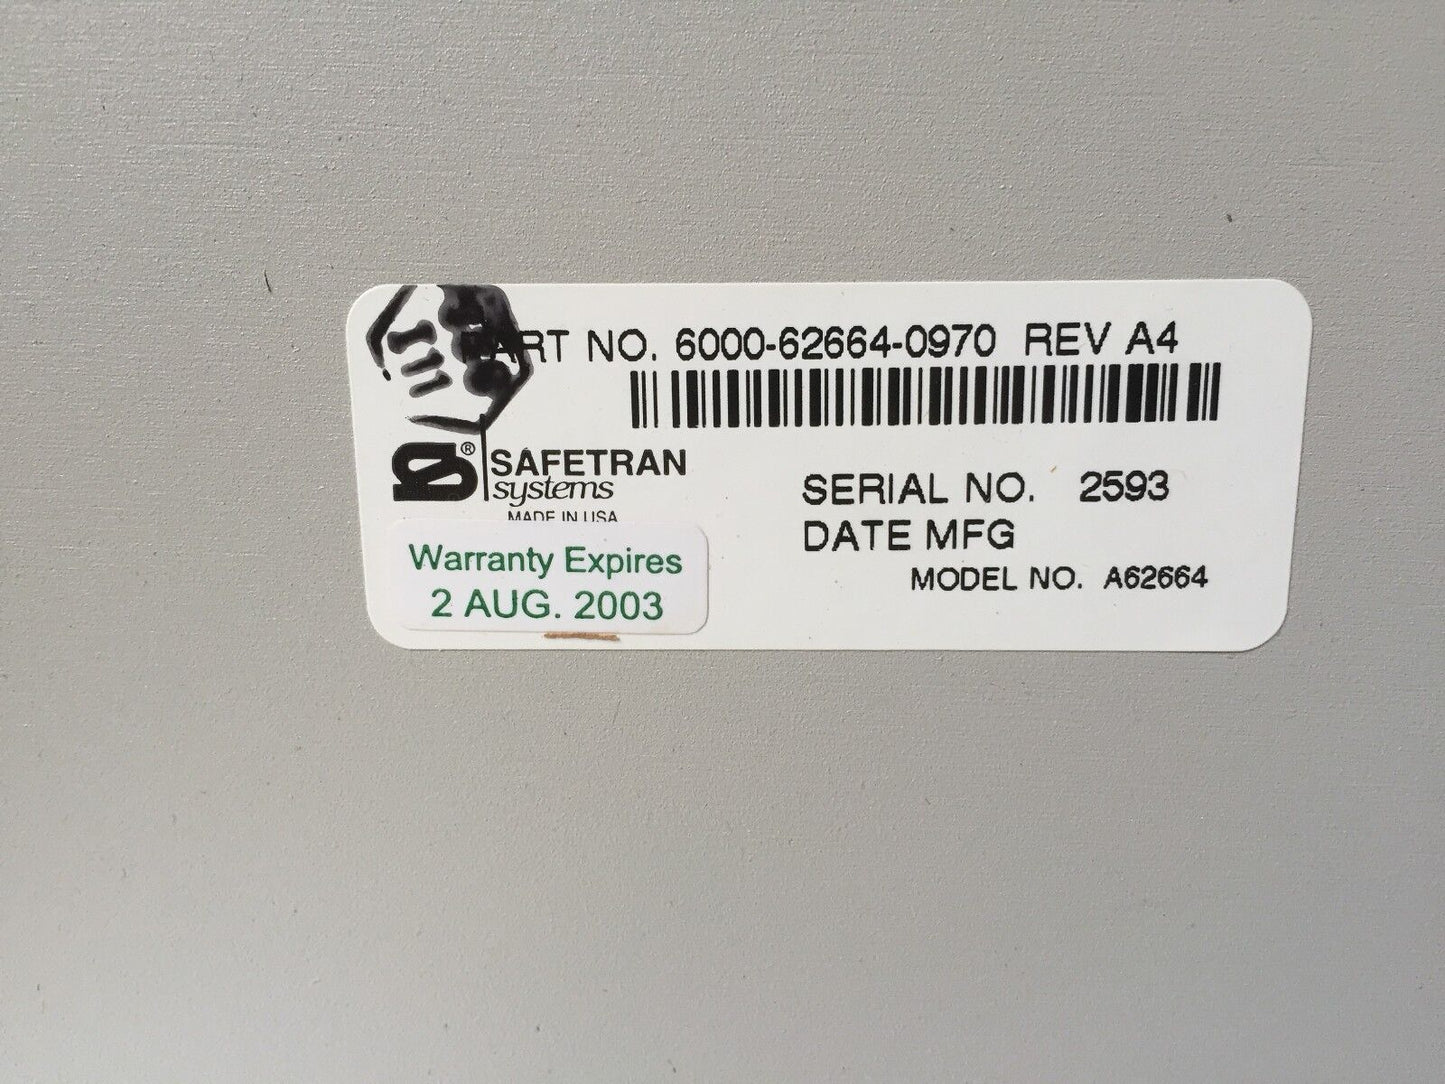 PART NO. 6000-62664-0970 REV A4
® SAFETRAN
systems
MADE IN USA
SERIAL NO. 2593
DATE MFG
MODEL NO. A62664
Warranty Expires
2 AUG. 2003